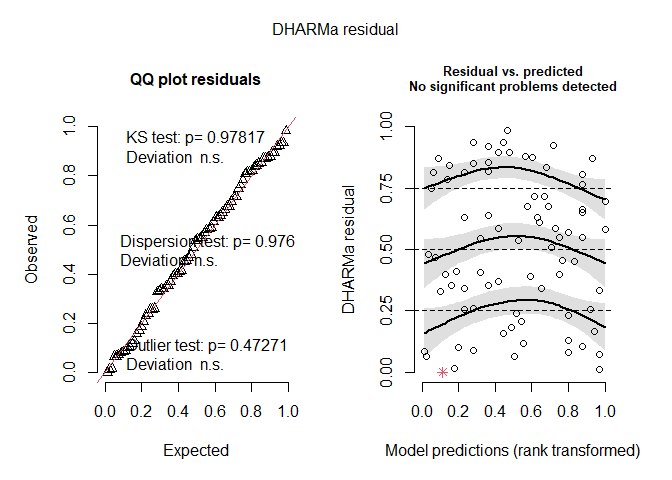 DHARMa residual
QQ plot residuals
KS test: p= 0.97817
Deviation n.s.
Dispersion test: p= 0.976
Deviation n.s.
Outlier test: p= 0.47271
Deviation n.s.
Observed
0.0 0.2 0.4 0.6 0.8 1.0
0.0 0.2 0.4 0.6 0.8 1.0
Expected
Residual vs. predicted
No significant problems detected
DHARMa residual
0.00 0.25 0.50 0.75 1.00
0.0 0.2 0.4 0.6 0.8 1.0
Model predictions (rank transformed)